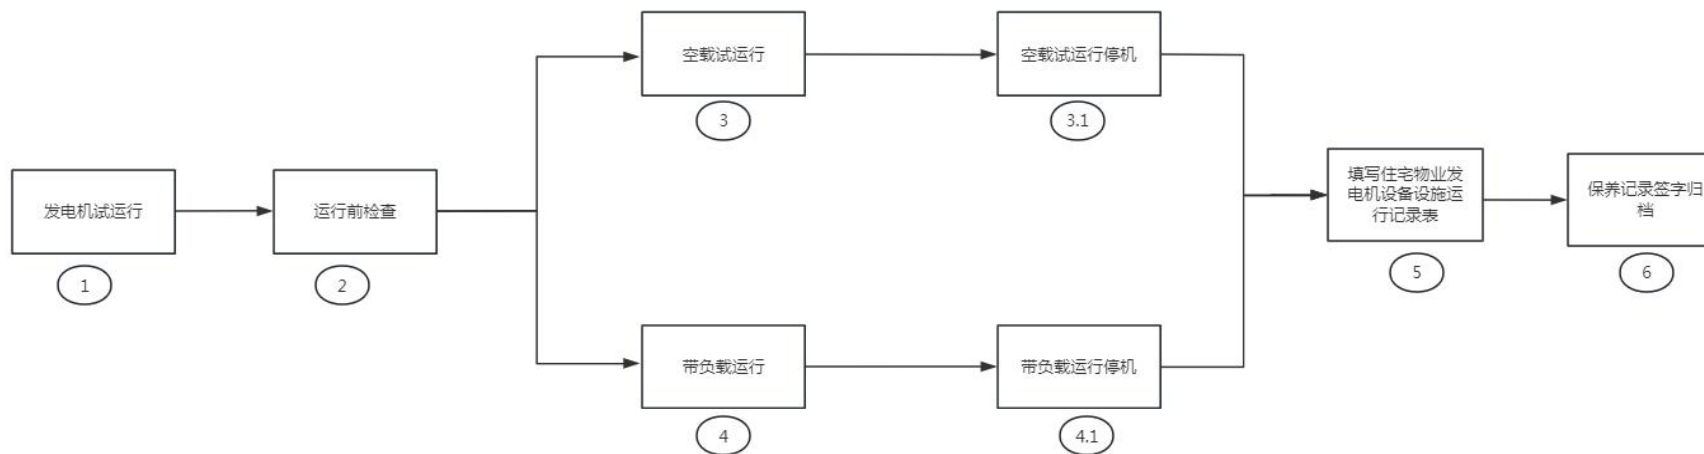 空载试运行
空载试运行停机
3
3.1
发电机试运行
运行前检查
填写住宅物业发
电机设备设施运
行记录表
保养记录签字归
档
1
2
5
6
带负载运行
带负载运行停机
4
4.1